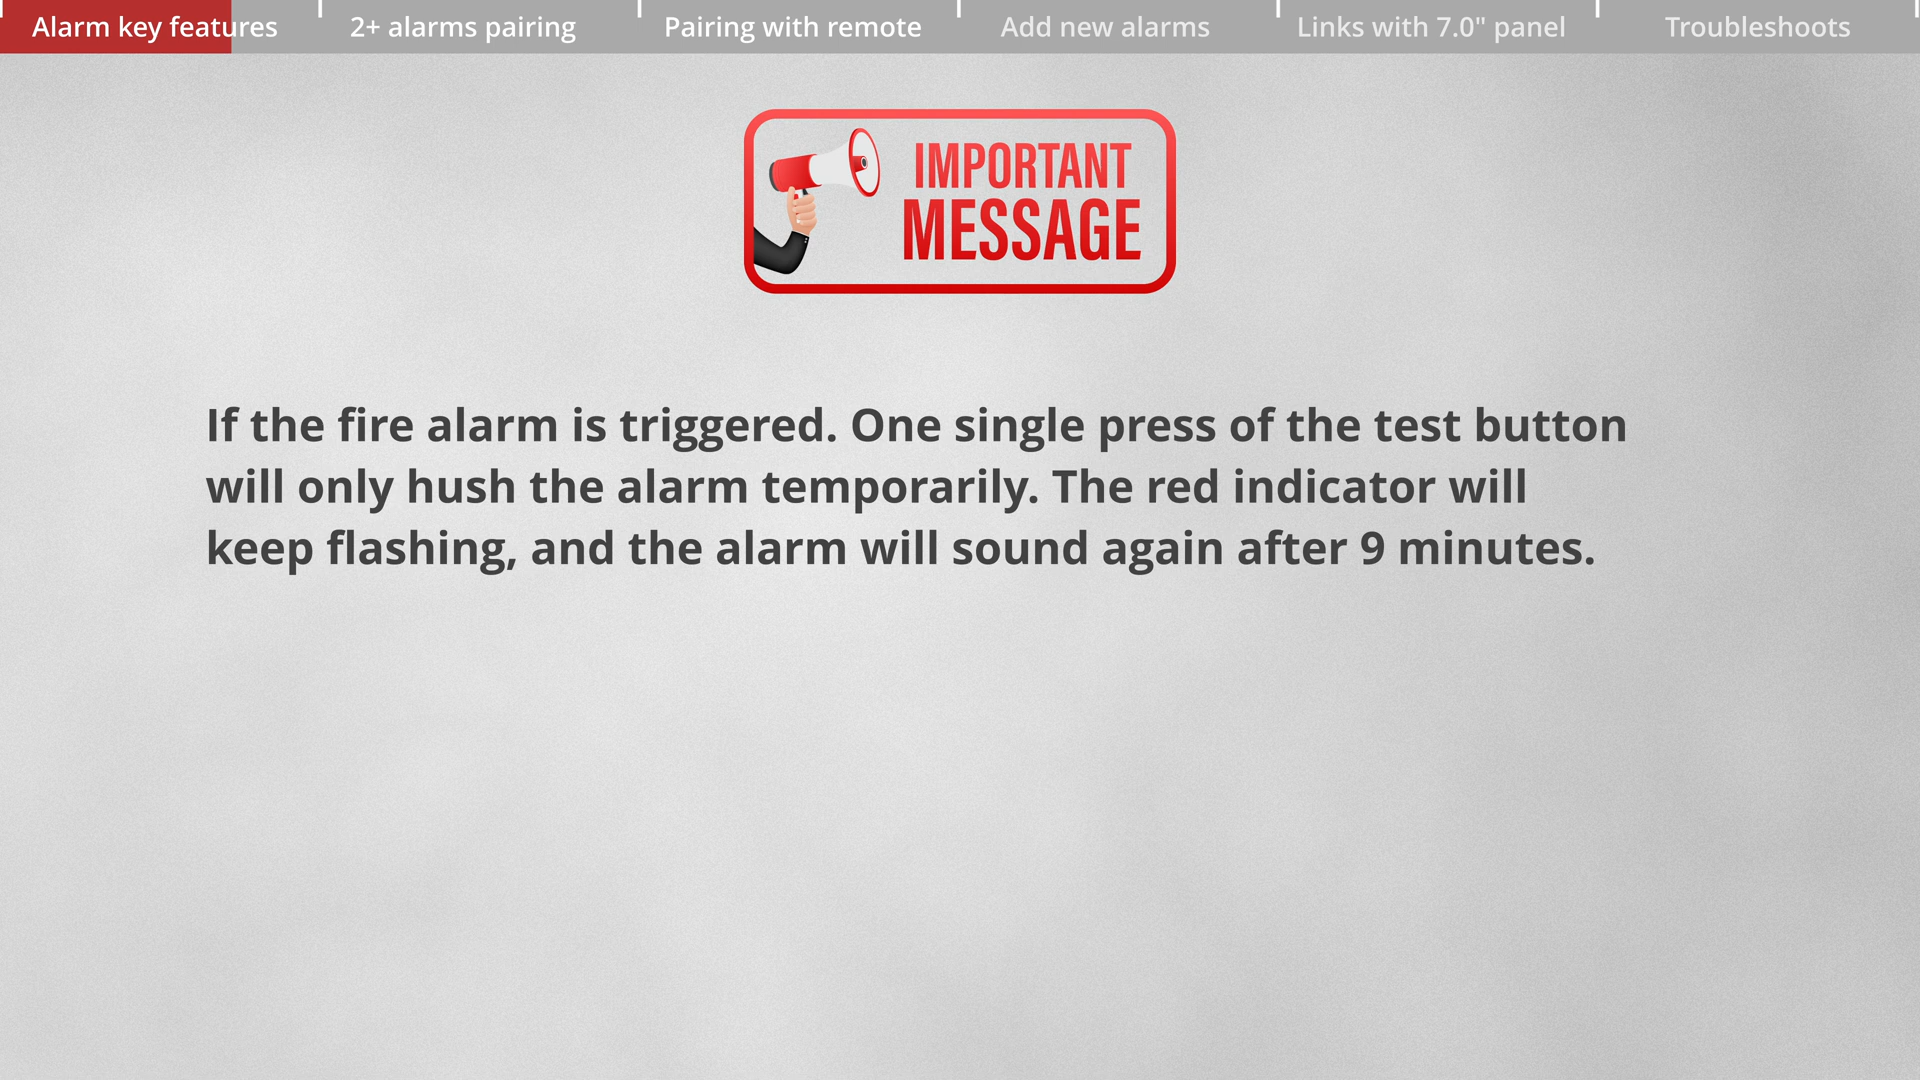 Alarm key features
2+ alarms pairing
Pairing with remote
Add new alarms
Links with 7.0" panel
Troubleshoots
IMPORTANT
MESSAGE
If the fire alarm is triggered. One single press of the test button
will only hush the alarm temporarily. The red indicator will
keep flashing, and the alarm will sound again after 9 minutes.